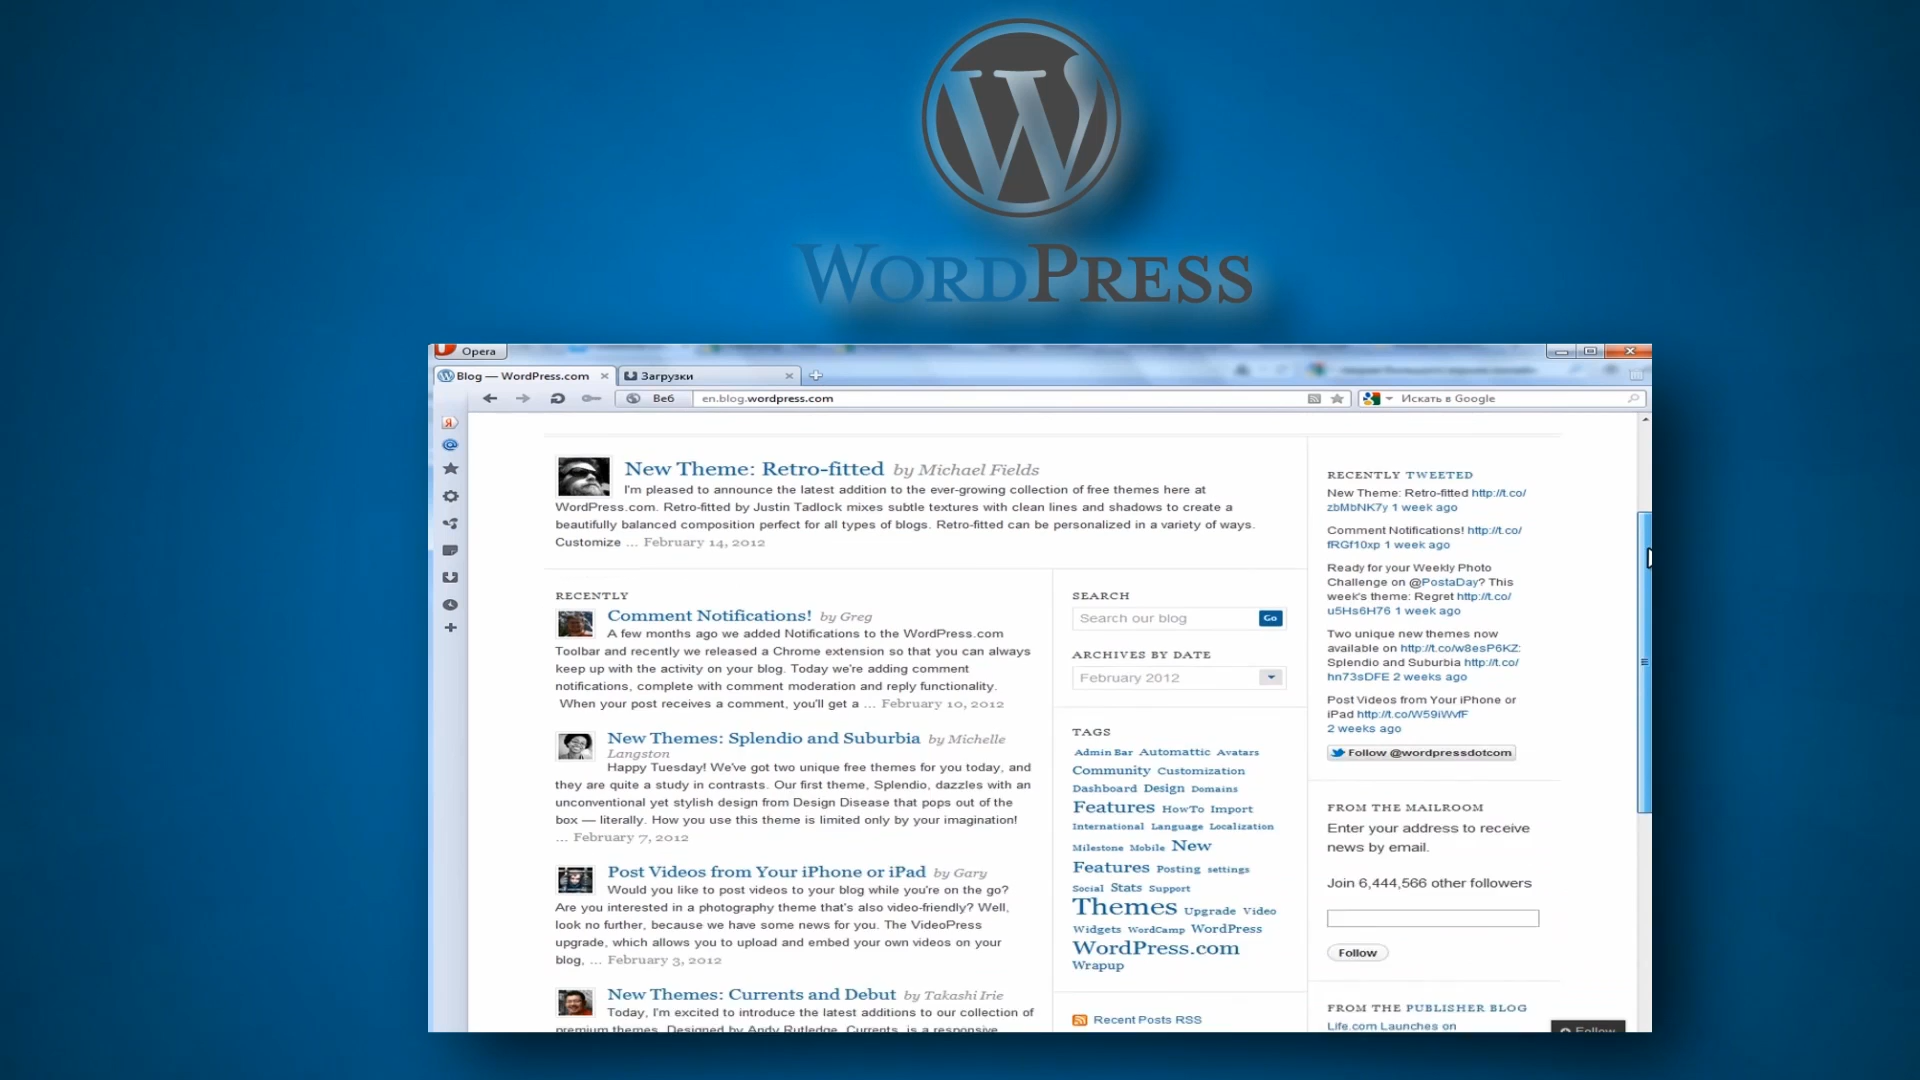 WORDPRESS
Opera
Blog — WordPress.com
Загрузки
Веб
en.blog.wordpress.com
Искать в Google
New Theme: Retro-fitted by Michael Fields
I'm pleased to announce the latest addition to the ever-growing collection of free themes here at
WordPress.com. Retro-fitted by Justin Tadlock mixes subtle textures with clean lines and shadows to create a
beautifully balanced composition perfect for all types of blogs. Retro-fitted can be personalized in a variety of ways.
Customize ... February 14, 2012
RECENTLY
Comment Notifications! by Greg
A few months ago we added Notifications to the WordPress.com
Toolbar and recently we released a Chrome extension so that you can always
keep up with the activity on your blog. Today we're adding comment
notifications, complete with comment moderation and reply functionality.
When your post receives a comment, you'll get a ... February 10, 2012
New Themes: Splendio and Suburbia by Michelle
Langston
Happy Tuesday! We've got two unique free themes for you today, and
they are quite a study in contrasts. Our first theme, Splendio, dazzles with an
unconventional yet stylish design from Design Disease that pops out of the
box — literally. How you use this theme is limited only by your imagination!
... February 7, 2012
Post Videos from Your iPhone or iPad by Gary
Would you like to post videos to your blog while you're on the go?
Are you interested in a photography theme that's also video-friendly? Well,
look no further, because we have some news for you. The VideoPress
upgrade, which allows you to upload and embed your own videos on your
blog, ... February 3, 2012
New Themes: Currents and Debut by Takashi Irie
Today, I'm excited to introduce the latest additions to our collection of
premium themes. Designed by Andy Rutledge, Currents, is a responsive
SEARCH
Search our blog
Go
ARCHIVES BY DATE
February 2012
TAGS
Admin Bar Automattic Avatars
Community Customization
Dashboard Design Domains
Features HowTo Import
International Language Localization
Milestone Mobile New
Features Posting settings
Social Stats Support
Themes Upgrade Video
Widgets WordCamp WordPress
WordPress.com
Wrapup
Recent Posts RSS
RECENTLY TWEETED
New Theme: Retro-fitted http://t.co/
zbMbNK7y 1 week ago
Comment Notifications! http://t.co/
fRGf10xp 1 week ago
Ready for your Weekly Photo
Challenge on @PostaDay? This
week's theme: Regret http://t.co/
u5Hs6H76 1 week ago
Two unique new themes now
available on http://t.co/w8esP6KZ:
Splendio and Suburbia http://t.co/
hn73sDFE 2 weeks ago
Post Videos from Your iPhone or
iPad http://t.co/W59iWvfF
2 weeks ago
Follow @wordpressdotcom
FROM THE MAILROOM
Enter your address to receive
news by email.
Join 6,444,566 other followers
Follow
FROM THE PUBLISHER BLOG
Life.com Launches on
Follow